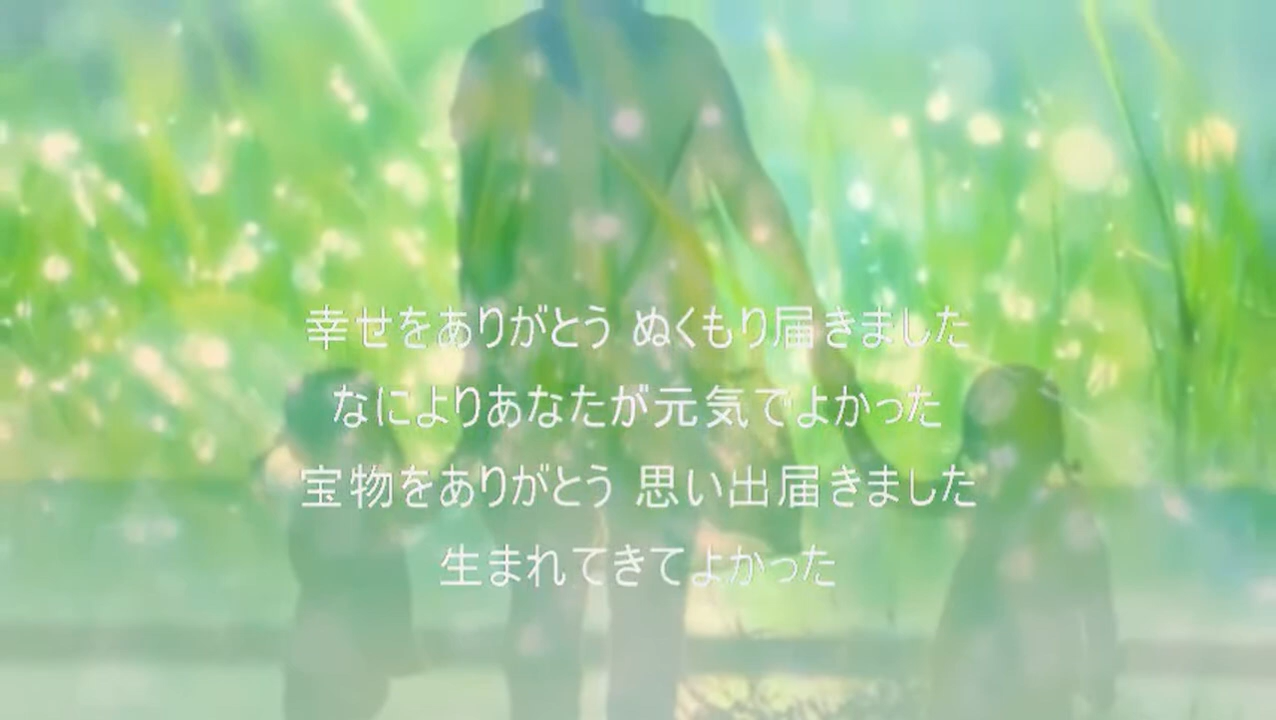 幸せをありがとう ぬくもり届きました
なによりあなたが元気でよかった
宝物をありがとう 思い出届きました
生まれてきてよかった